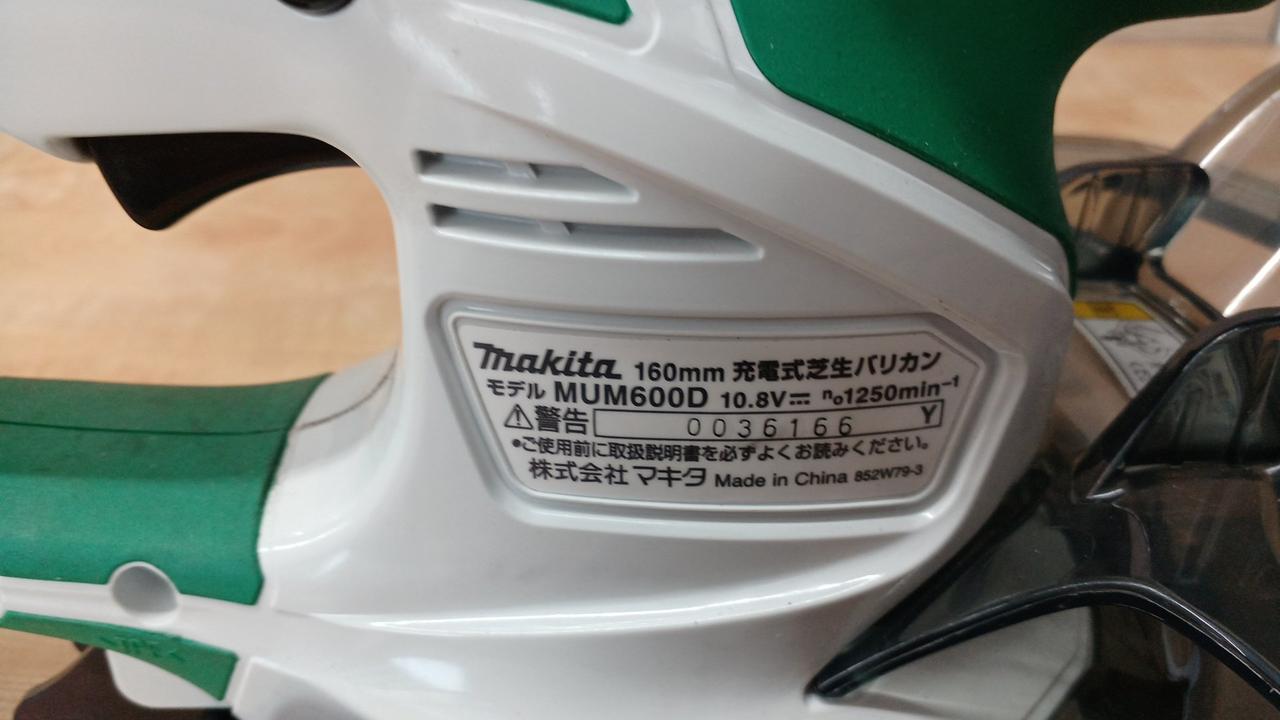 makita 160mm 充電式芝生バリカン
モデル MUM600D 10.8V⎓ n₀1250min⁻¹
⚠警告 0036166 Y
•ご使用前に取扱説明書を必ずよくお読みください。
株式会社 マキタ Made in China 852W79-3